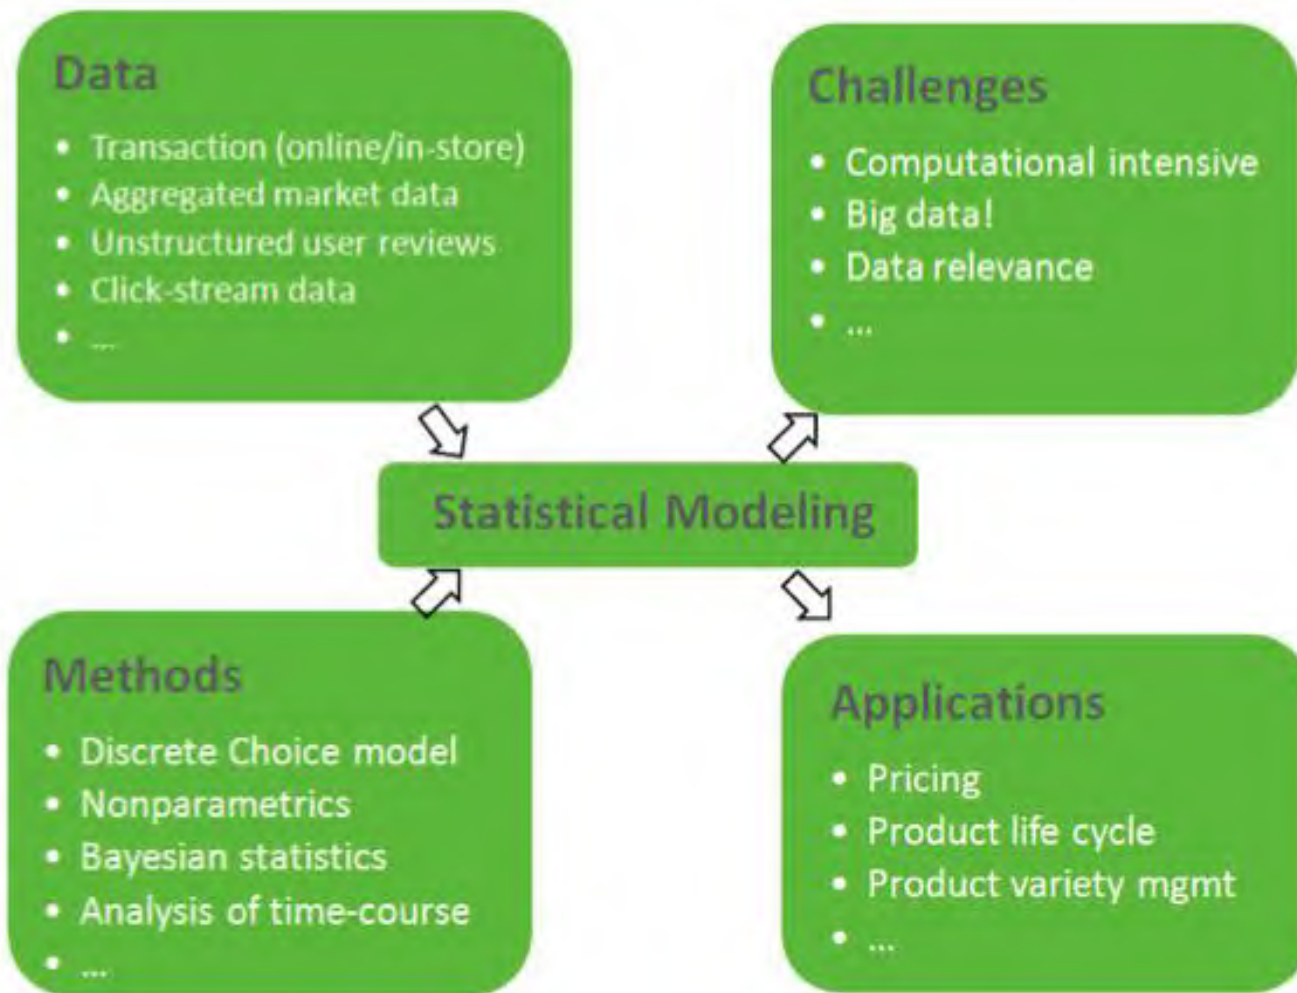 Data
• Transaction (online/in-store)
• Aggregated market data
• Unstructured user reviews
• Click-stream data
• ...
Challenges
• Computational intensive
• Big data!
• Data relevance
• ...
Statistical Modeling
Methods
• Discrete Choice model
• Nonparametrics
• Bayesian statistics
• Analysis of time-course
• ...
Applications
• Pricing
• Product life cycle
• Product variety mgmt
• ...